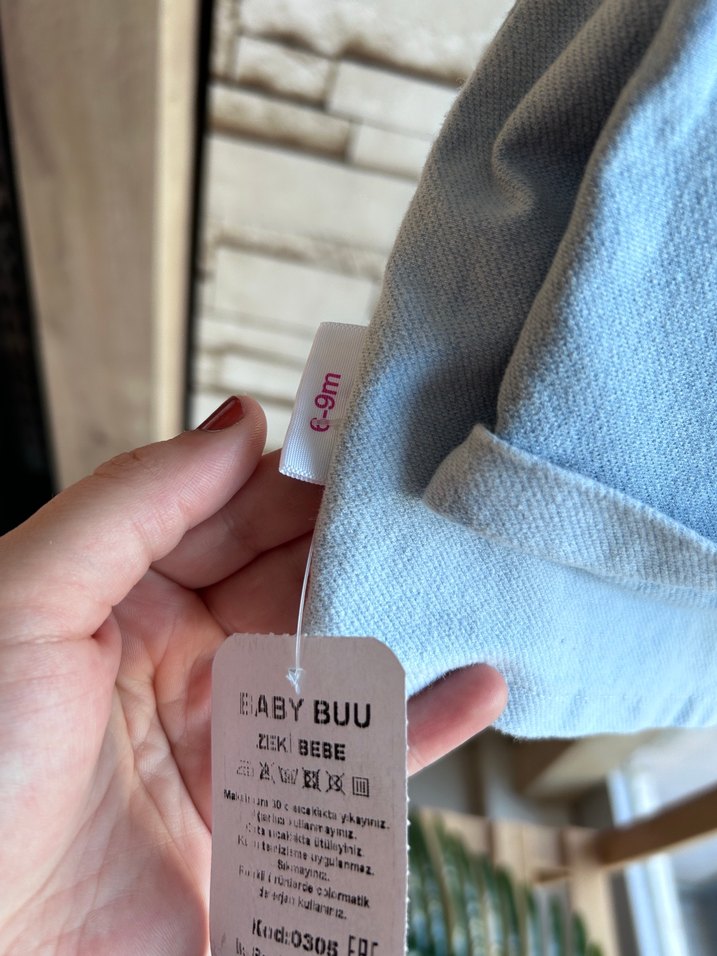 6-9m
BABY BUU
ZEKİ BEBE
Maksimum 30 c sıcaklıkta yıkayınız.
kullanmayınız.
Orta sıcaklıkta ütüleyiniz.
Kuru temizleme uygulanmaz.
Sıkmayınız.
Renkli ürünlerde colormatik
deterjan kullanınız.
Kod:0305 EAC